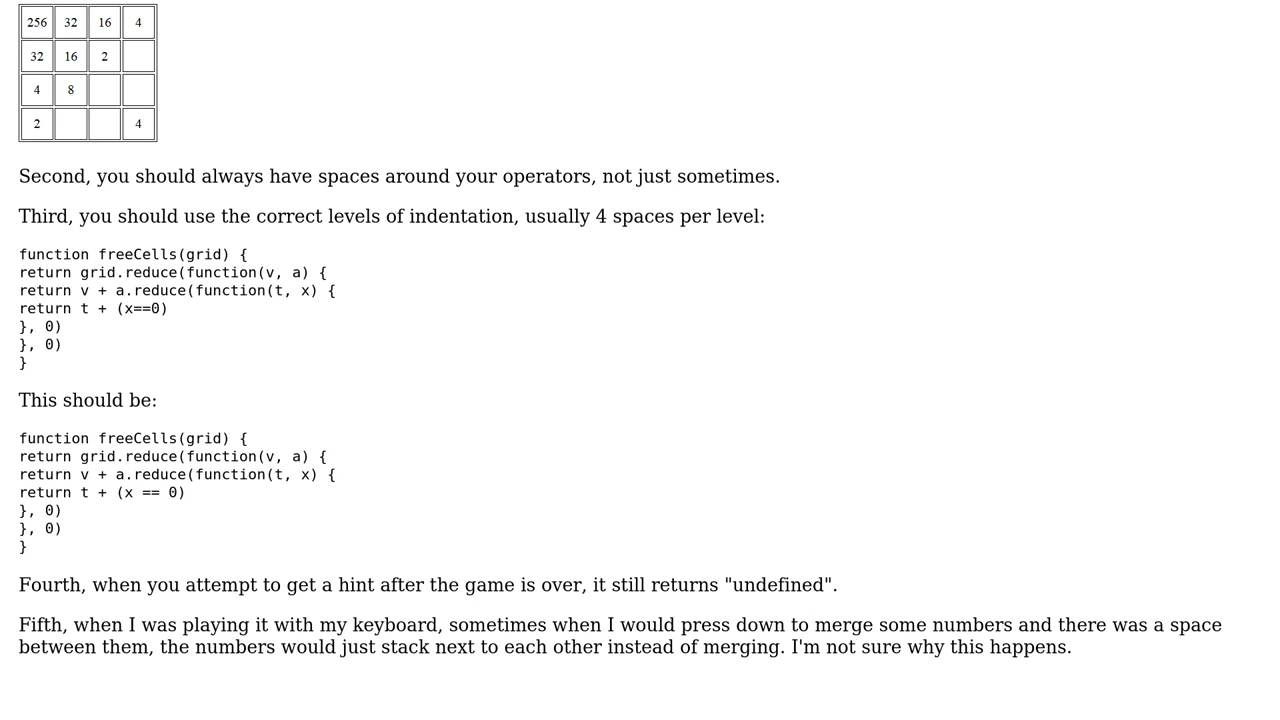 256 32 16 4
32 16 2
4 8
2 4
Second, you should always have spaces around your operators, not just sometimes.
Third, you should use the correct levels of indentation, usually 4 spaces per level:
function freeCells(grid) {
return grid.reduce(function(v, a) {
return v + a.reduce(function(t, x) {
return t + (x==0)
}, 0)
}, 0)
}
This should be:
function freeCells(grid) {
return grid.reduce(function(v, a) {
return v + a.reduce(function(t, x) {
return t + (x == 0)
}, 0)
}, 0)
}
Fourth, when you attempt to get a hint after the game is over, it still returns "undefined".
Fifth, when I was playing it with my keyboard, sometimes when I would press down to merge some numbers and there was a space
between them, the numbers would just stack next to each other instead of merging. I'm not sure why this happens.